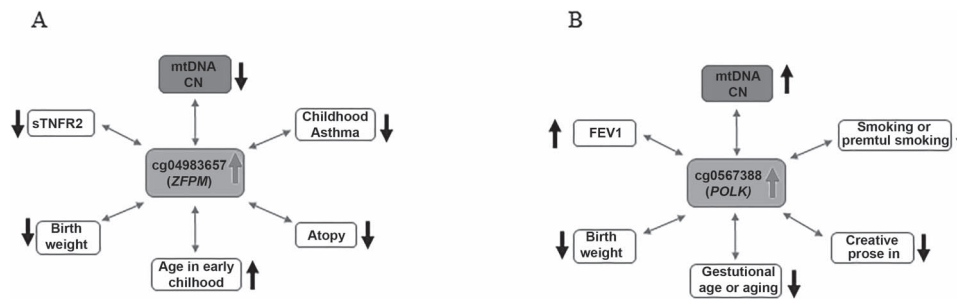 A
mtDNA
CN
sTNFR2
Childhood
Asthma
cg04983657
(ZFPM)
Birth
weight
Atopy
Age in early
chilhood
B
mtDNA
CN
FEV1
Smoking or
premtul smoking
cg0567388
(POLK)
Birth
weight
Creative
prose in
Gestutional
age or aging